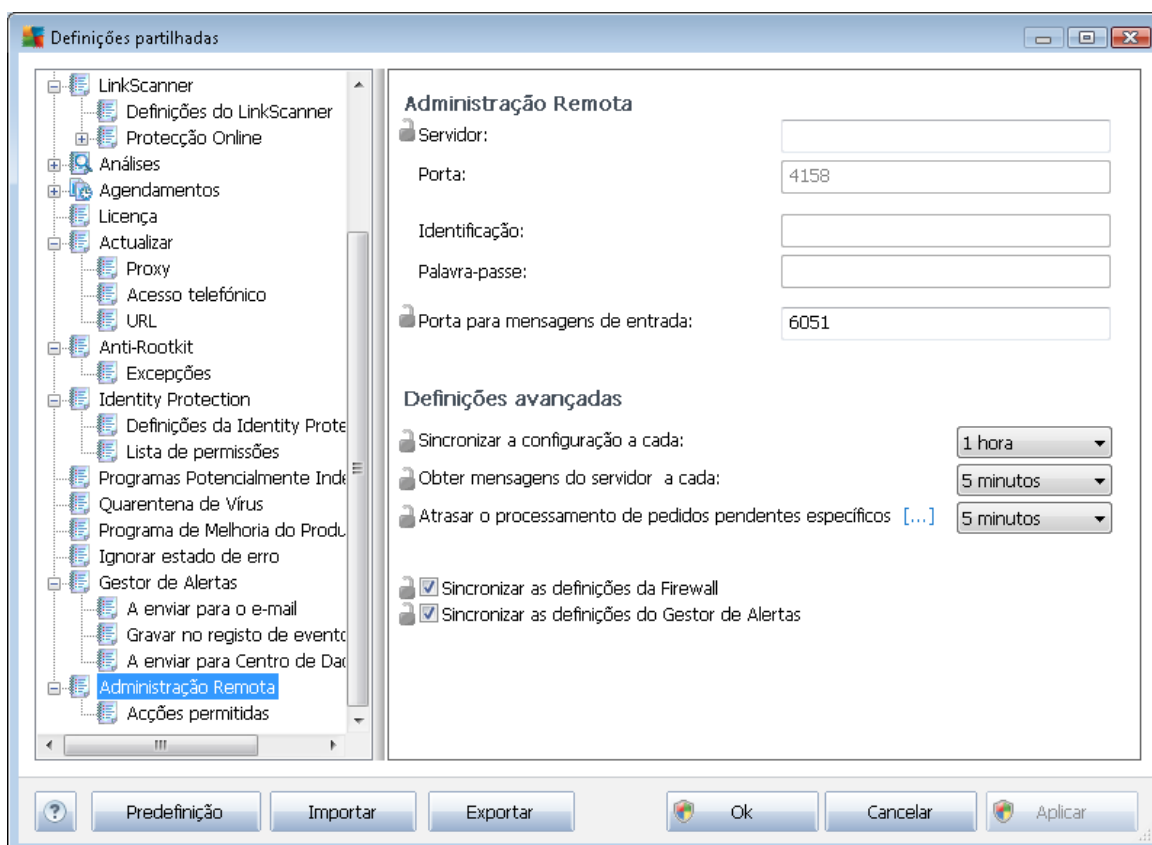 Definições partilhadas
LinkScanner
Definições do LinkScanner
Protecção Online
Análises
Agendamentos
Licença
Actualizar
Proxy
Acesso telefónico
URL
Anti-Rootkit
Excepções
Identity Protection
Definições da Identity Prote
Lista de permissões
Programas Potencialmente Inde
Quarentena de Vírus
Programa de Melhoria do Produ
Ignorar estado de erro
Gestor de Alertas
A enviar para o e-mail
Gravar no registo de evento
A enviar para Centro de Dad
Administração Remota
Acções permitidas
Administração Remota
Servidor:
Porta: 4158
Identificação:
Palavra-passe:
Porta para mensagens de entrada: 6051
Definições avançadas
Sincronizar a configuração a cada: 1 hora
Obter mensagens do servidor a cada: 5 minutos
Atrasar o processamento de pedidos pendentes específicos [...] 5 minutos
Sincronizar as definições da Firewall
Sincronizar as definições do Gestor de Alertas
? Predefinição Importar Exportar Ok Cancelar Aplicar